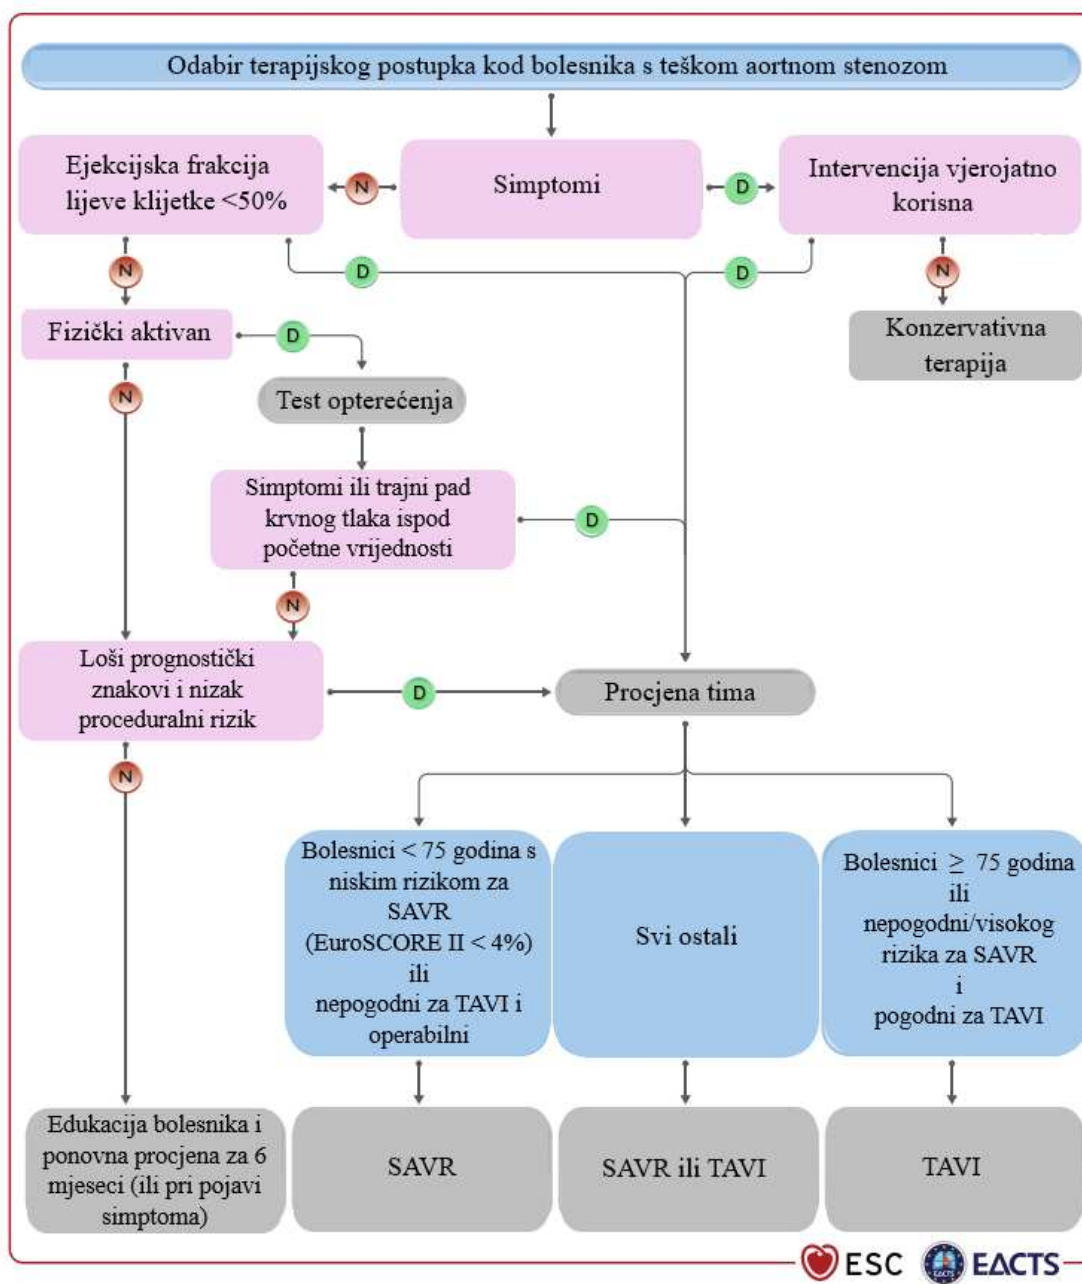 Odabir terapijskog postupka kod bolesnika s teškom aortnom stenozom
Ejekcijska frakcija
lijeve klijetke <50%
N
Simptomi
D
Intervencija vjerojatno
korisna
N
D
D
N
Fizički aktivan
D
Konzervativna
terapija
N
Test opterećenja
Simptomi ili trajni pad
krvnog tlaka ispod
početne vrijednosti
D
N
Loši prognostički
znakovi i nizak
proceduralni rizik
D
Procjena tima
N
Bolesnici < 75 godina s
niskim rizikom za
SAVR
(EuroSCORE II < 4%)
ili
nepogodni za TAVI i
operabilni
Svi ostali
Bolesnici ≥ 75 godina
ili
nepogodni/visokog
rizika za SAVR
i
pogodni za TAVI
Edukacija bolesnika i
ponovna procjena za 6
mjeseci (ili pri pojavi
simptoma)
SAVR
SAVR ili TAVI
TAVI
ESC
EACTS